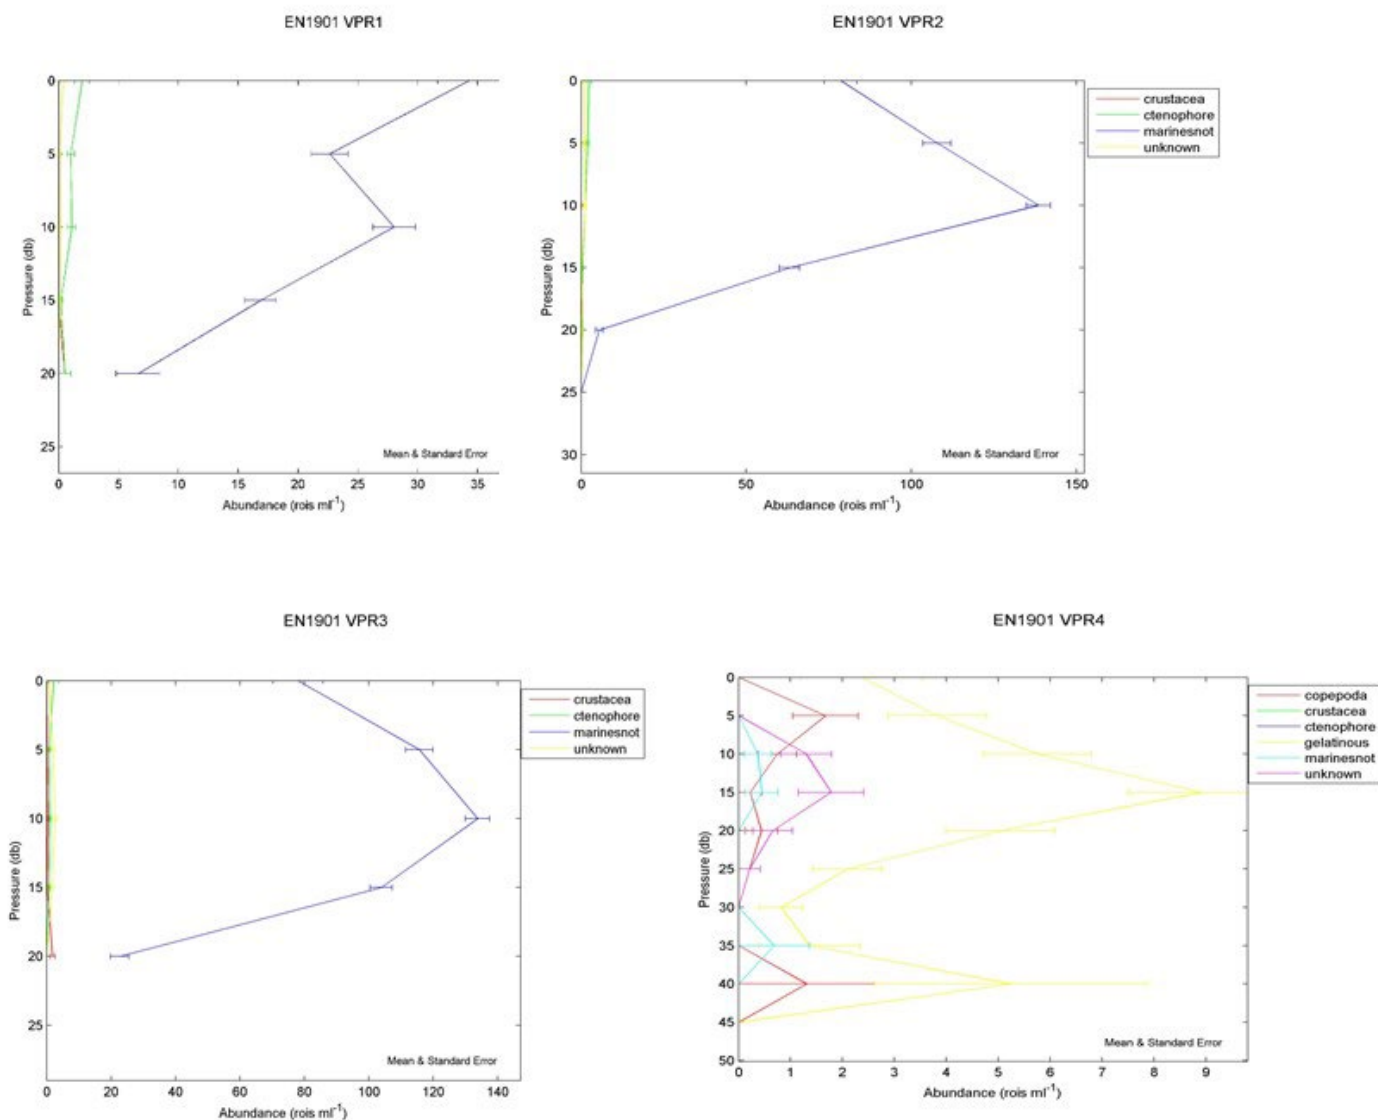 EN1901 VPR1
0
5
10
15
20
25
Pressure (db)
0 5 10 15 20 25 30 35
Abundance (rois ml⁻¹)
Mean & Standard Error
EN1901 VPR2
0
5
10
15
20
25
30
Pressure (db)
0 50 100 150
Abundance (rois ml⁻¹)
Mean & Standard Error
crustacea
ctenophore
marinesnot
unknown
EN1901 VPR3
0
5
10
15
20
25
Pressure (db)
0 20 40 60 80 100 120 140
Abundance (rois ml⁻¹)
Mean & Standard Error
crustacea
ctenophore
marinesnot
unknown
EN1901 VPR4
0
5
10
15
20
25
30
35
40
45
50
Pressure (db)
0 1 2 3 4 5 6 7 8 9
Abundance (rois ml⁻¹)
Mean & Standard Error
copepoda
crustacea
ctenophore
gelatinous
marinesnot
unknown